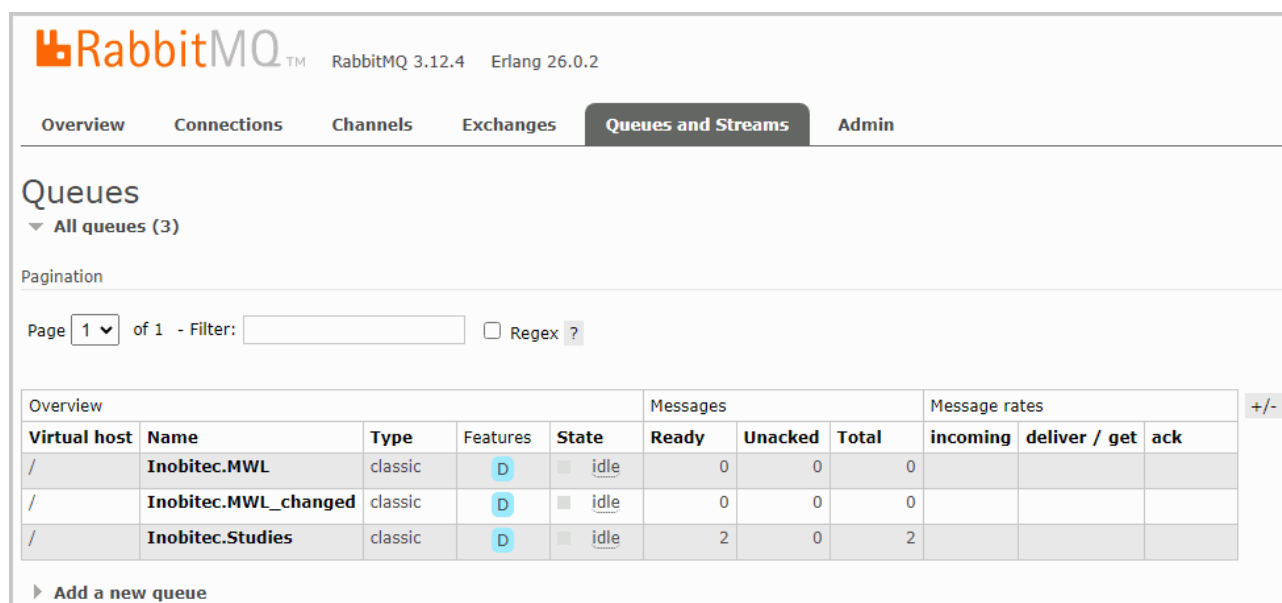 RabbitMQ TM RabbitMQ 3.12.4 Erlang 26.0.2
Overview Connections Channels Exchanges Queues and Streams Admin
Queues
All queues (3)
Pagination
Page 1 of 1 - Filter: Regex ?
Overview Messages Message rates +/-
Virtual host Name Type Features State Ready Unacked Total incoming deliver / get ack
/ Inobitec.MWL classic D idle 0 0 0
/ Inobitec.MWL_changed classic D idle 0 0 0
/ Inobitec.Studies classic D idle 2 0 2
Add a new queue